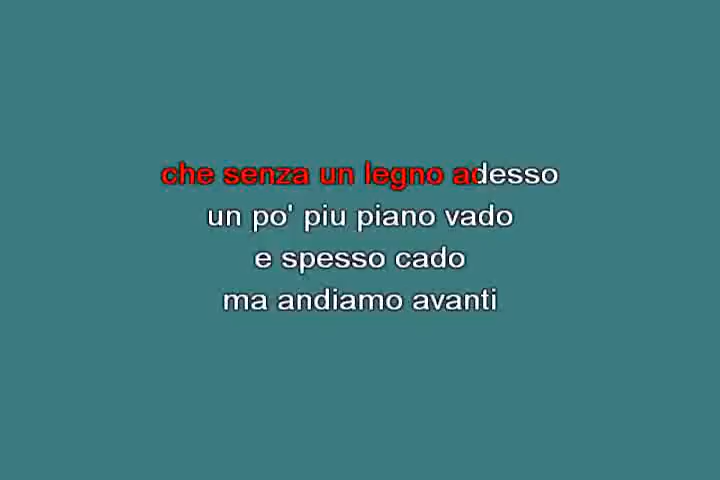 che senza un legno adesso
un po' piu piano vado
e spesso cado
ma andiamo avanti